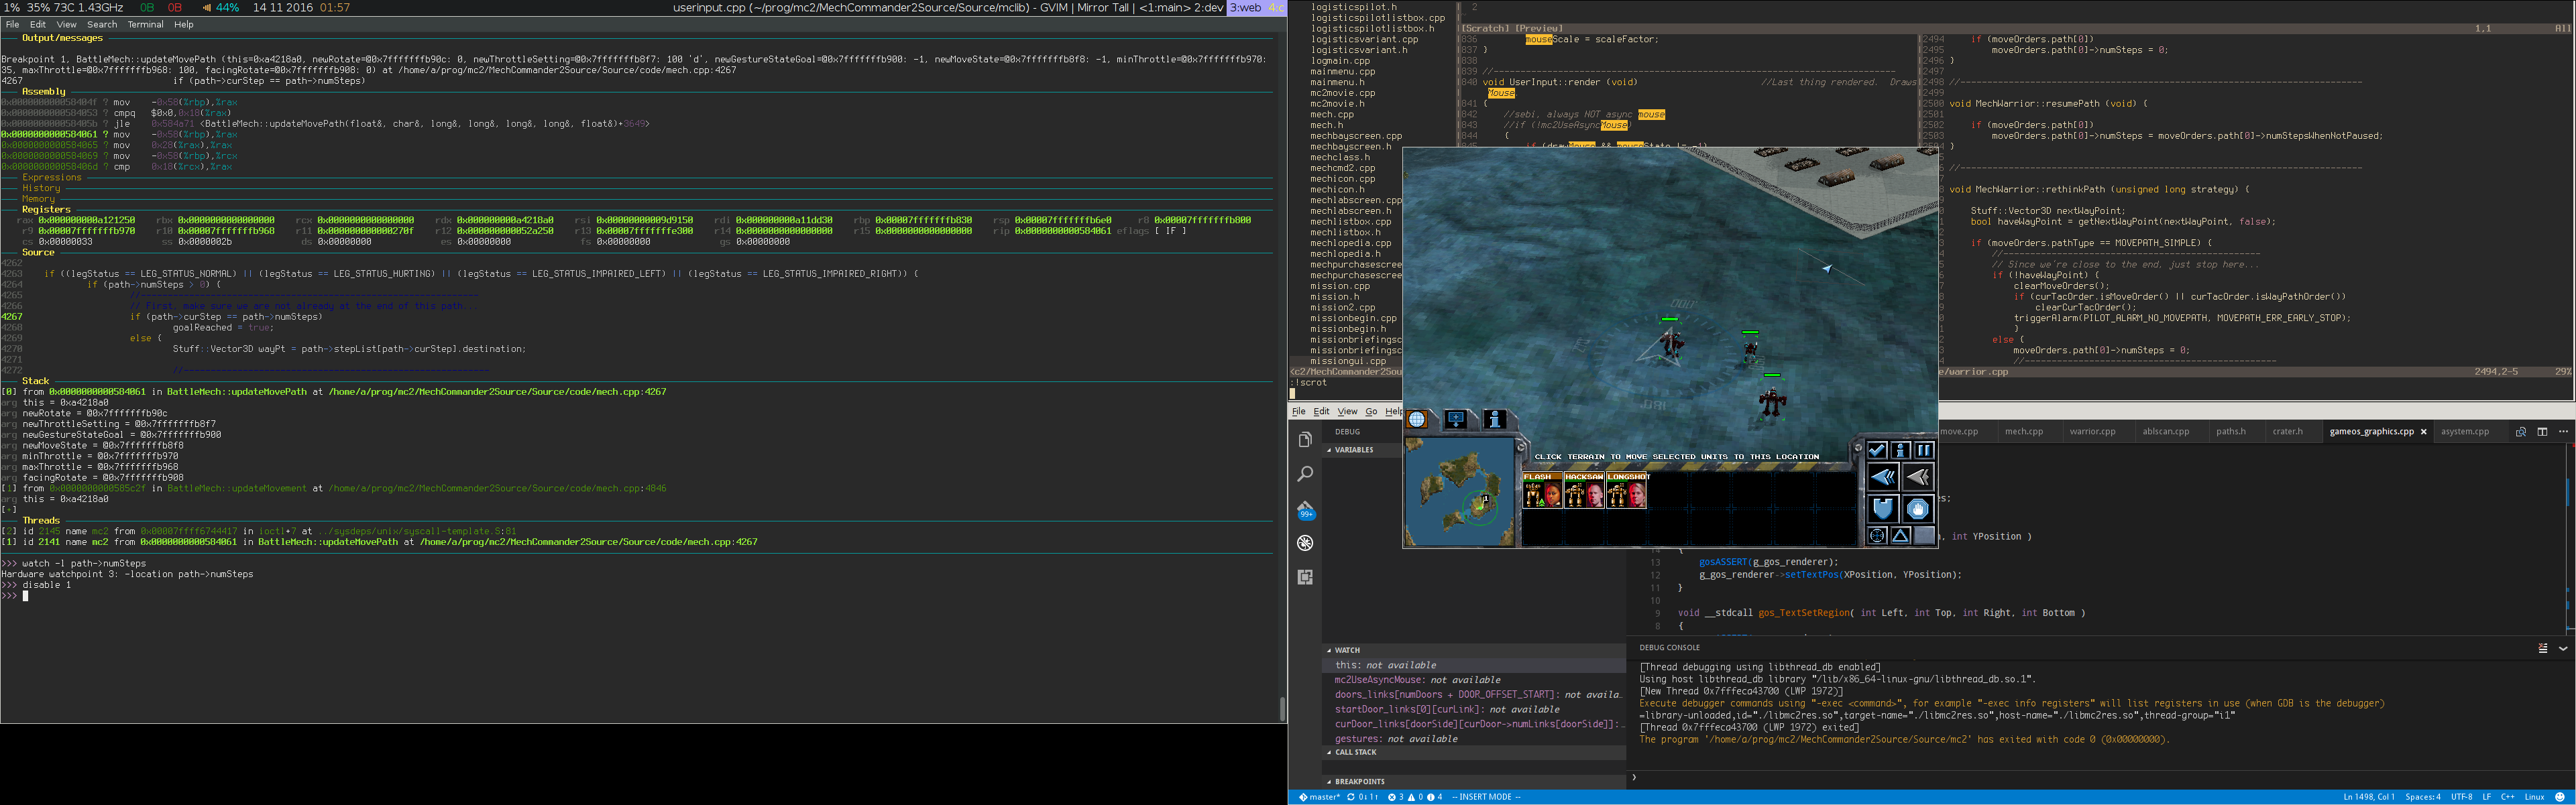 1% 35% 73C 1.43GHz 0B 0B 44% 14 11 2016 01:57 userinput.cpp (~/prog/mc2/MechCommander2Source/Source/mclib) - GVIM | Mirror Tall | <1:main> 2:dev 3:web 4:c
File Edit View Search Terminal Help
Output/messages
Breakpoint 1, BattleMech::updateMovePath (this=0xa4218a0, newRotate=@0x7fffffffb90c: 0, newThrottleSetting=@0x7fffffffb8f7: 100 'd', newGestureStateGoal=@0x7fffffffb900: -1, newMoveState=@0x7fffffffb8f8: -1, minThrottle=@0x7fffffffb970:
35, maxThrottle=@0x7fffffffb968: 100, facingRotate=@0x7fffffffb908: 0) at /home/a/prog/mc2/MechCommander2Source/Source/code/mech.cpp:4267
4267 if (path->curStep == path->numSteps)
Assembly
0x000000000058404f ? mov -0x58(%rbp),%rax
0x0000000000584053 ? cmpq $0x0,0x18(%rax)
0x000000000058405b ? jle 0x584a71 <BattleMech::updateMovePath(float&, char&, long&, long&, long&, long&, float&)+3649>
0x0000000000584061 ? mov -0x58(%rbp),%rax
0x0000000000584065 ? mov 0x28(%rax),%rax
0x0000000000584069 ? mov -0x58(%rbp),%rcx
0x000000000058406d ? cmp 0x18(%rcx),%rax
Expressions
History
Memory
Registers
rax 0x000000000a121250 rbx 0x0000000000000000 rcx 0x0000000000000000 rdx 0x000000000a4218a0 rsi 0x00000000009d9150 rdi 0x000000000a11dd30 rbp 0x00007fffffffb830 rsp 0x00007fffffffb6e0 r8 0x00007fffffffb800
r9 0x00007fffffffb970 r10 0x00007fffffffb968 r11 0x000000000000270f r12 0x000000000052a250 r13 0x00007fffffffe300 r14 0x0000000000000000 r15 0x0000000000000000 rip 0x0000000000584061 eflags [ IF ]
cs 0x00000033 ss 0x0000002b ds 0x00000000 es 0x00000000 fs 0x00000000 gs 0x00000000
Source
4262
4263 if ((legStatus == LEG_STATUS_NORMAL) || (legStatus == LEG_STATUS_HURTING) || (legStatus == LEG_STATUS_IMPAIRED_LEFT) || (legStatus == LEG_STATUS_IMPAIRED_RIGHT)) {
4264 if (path->numSteps > 0) {
4265 //----------------------------------------------------------------
4266 // First, make sure we are not already at the end of this path...
4267 if (path->curStep == path->numSteps)
4268 goalReached = true;
4269 else {
4270 Stuff::Vector3D wayPt = path->stepList[path->curStep].destination;
4271
4272 //----------------------------------------------------------
Stack
[0] from 0x0000000000584061 in BattleMech::updateMovePath at /home/a/prog/mc2/MechCommander2Source/Source/code/mech.cpp:4267
arg this = 0xa4218a0
arg newRotate = @0x7fffffffb90c
arg newThrottleSetting = @0x7fffffffb8f7
arg newGestureStateGoal = @0x7fffffffb900
arg newMoveState = @0x7fffffffb8f8
arg minThrottle = @0x7fffffffb970
arg maxThrottle = @0x7fffffffb968
arg facingRotate = @0x7fffffffb908
[1] from 0x0000000000585c2f in BattleMech::updateMovement at /home/a/prog/mc2/MechCommander2Source/Source/code/mech.cpp:4846
arg this = 0xa4218a0
[+]
Threads
[2] id 2145 name mc2 from 0x00007ffff6744417 in ioctl+7 at ../sysdeps/unix/syscall-template.S:81
[1] id 2141 name mc2 from 0x0000000000584061 in BattleMech::updateMovePath at /home/a/prog/mc2/MechCommander2Source/Source/code/mech.cpp:4267
>>> watch -l path->numSteps
Hardware watchpoint 3: -location path->numSteps
>>> disable 1
>>>
logisticspilot.h
logisticspilotlistbox.cpp
logisticspilotlistbox.h
logisticsvariant.cpp
logisticsvariant.h
logmain.cpp
mainmenu.cpp
mainmenu.h
mc2movie.cpp
mc2movie.h
mech.cpp
mech.h
mechbayscreen.cpp
mechbayscreen.h
mechclass.h
mechcmd2.cpp
mechicon.cpp
mechicon.h
mechlabscreen.cpp
mechlabscreen.h
mechlistbox.cpp
mechlistbox.h
mechlopedia.cpp
mechlopedia.h
mechpurchasescree
mechpurchasescree
mission.cpp
mission.h
mission2.cpp
missionbegin.cpp
missionbegin.h
missionbriefingsc
missionbriefingsc
missiongui.cpp
<c2/MechCommander2Sou
:!scrot
2
[Scratch] [Preview] 1,1 All
836 mouseScale = scaleFactor;
837 }
838
839 //----------------------------------------------------------------
840 void UserInput::render (void) //Last thing rendered. Draws
Mouse
841 {
842 //sebi, always NOT async mouse
843 //if (!mc2UseAsyncMouse)
844 {
845 if (drawMouse && mouseState != -1)
2494 if (moveOrders.path[0])
2495 moveOrders.path[0]->numSteps = 0;
2496 }
2497
2498 //----------------------------------------------------------------
2499
2500 void MechWarrior::resumePath (void) {
2501
2502 if (moveOrders.path[0])
2503 moveOrders.path[0]->numSteps = moveOrders.path[0]->numStepsWhenNotPaused;
2504 }
//----------------------------------------------------------------
void MechWarrior::rethinkPath (unsigned long strategy) {
Stuff::Vector3D nextWayPoint;
bool haveWayPoint = getNextWayPoint(nextWayPoint, false);
if (moveOrders.pathType == MOVEPATH_SIMPLE) {
//-----------------------------------------
// Since we're close to the end, just stop here...
if (!haveWayPoint) {
clearMoveOrders();
if (curTacOrder.isMoveOrder() || curTacOrder.isWayPathOrder())
clearCurTacOrder();
triggerAlarm(PILOT_ALARM_NO_MOVEPATH, MOVEPATH_ERR_EARLY_STOP);
}
else {
moveOrders.path[0]->numSteps = 0;
//-----------------------------------------
e/warrior.cpp 2494,2-5 29%
CLICK TERRAIN TO MOVE SELECTED UNITS TO THIS LOCATION
FLASH HACKSAW LONGSHOT
1
File Edit View Go Help
DEBUG
VARIABLES
99+
WATCH
this: not available
mc2UseAsyncMouse: not available
doors_links[numDoors + DOOR_OFFSET_START]: not availa...
startDoor_links[0][curLink]: not available
curDoor_links[doorSide][curDoor->numLinks[doorSide]]: ...
gestures: not available
CALL STACK
BREAKPOINTS
move.cpp mech.cpp warrior.cpp ablscan.cpp paths.h crater.h gameos_graphics.cpp asystem.cpp
es;
n, int YPosition )
14 {
13 gosASSERT(g_gos_renderer);
12 g_gos_renderer->setTextPos(XPosition, YPosition);
11 }
10
9 void __stdcall gos_TextSetRegion( int Left, int Top, int Right, int Bottom )
8 {
DEBUG CONSOLE
[Thread debugging using libthread_db enabled]
Using host libthread_db library "/lib/x86_64-linux-gnu/libthread_db.so.1".
[New Thread 0x7fffeca43700 (LWP 1972)]
Execute debugger commands using "-exec <command>", for example "-exec info registers" will list registers in use (when GDB is the debugger)
=library-unloaded,id="./libmc2res.so",target-name="./libmc2res.so",host-name="./libmc2res.so",thread-group="i1"
[Thread 0x7fffeca43700 (LWP 1972) exited]
The program '/home/a/prog/mc2/MechCommander2Source/Source/mc2' has exited with code 0 (0x00000000).
master* 0↓ 1↑ 3 0 4 -- INSERT MODE -- Ln 1498, Col 1 Spaces: 4 UTF-8 LF C++ Linux